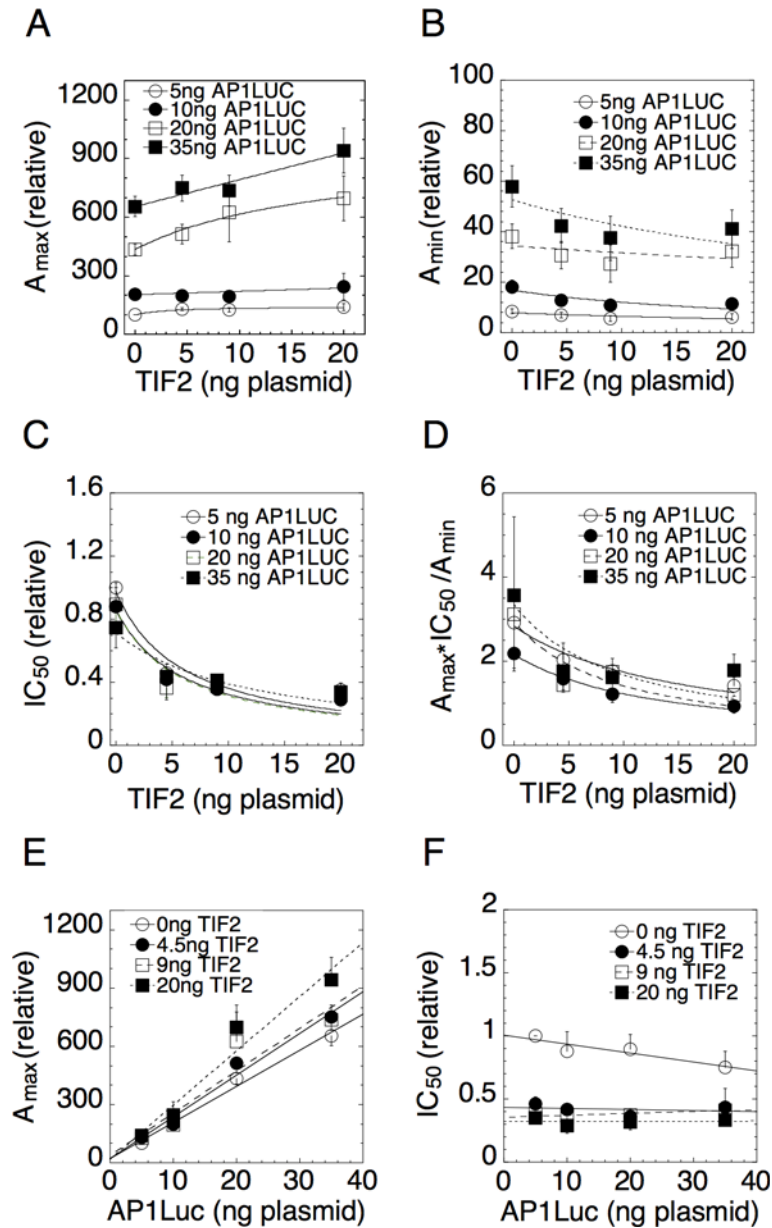 A
1200
900
600
300
0
Amax (relative)
5ng AP1LUC
10ng AP1LUC
20ng AP1LUC
35ng AP1LUC
0 5 10 15 20
TIF2 (ng plasmid)
B
100
80
60
40
20
0
Amin (relative)
5ng AP1LUC
10ng AP1LUC
20ng AP1LUC
35ng AP1LUC
0 5 10 15 20
TIF2 (ng plasmid)
C
1.6
1.2
0.8
0.4
0
IC50 (relative)
5 ng AP1LUC
10 ng AP1LUC
20 ng AP1LUC
35 ng AP1LUC
0 5 10 15 20
TIF2 (ng plasmid)
D
6
4
2
0
Amax*IC50/Amin
5 ng AP1LUC
10 ng AP1LUC
20 ng AP1LUC
35 ng AP1LUC
0 5 10 15 20
TIF2 (ng plasmid)
E
1200
900
600
300
0
Amax (relative)
0ng TIF2
4.5ng TIF2
9ng TIF2
20ng TIF2
0 10 20 30 40
AP1Luc (ng plasmid)
F
2
1.5
1
0.5
0
IC50 (relative)
0 ng TIF2
4.5 ng TIF2
9 ng TIF2
20 ng TIF2
0 10 20 30 40
AP1Luc (ng plasmid)